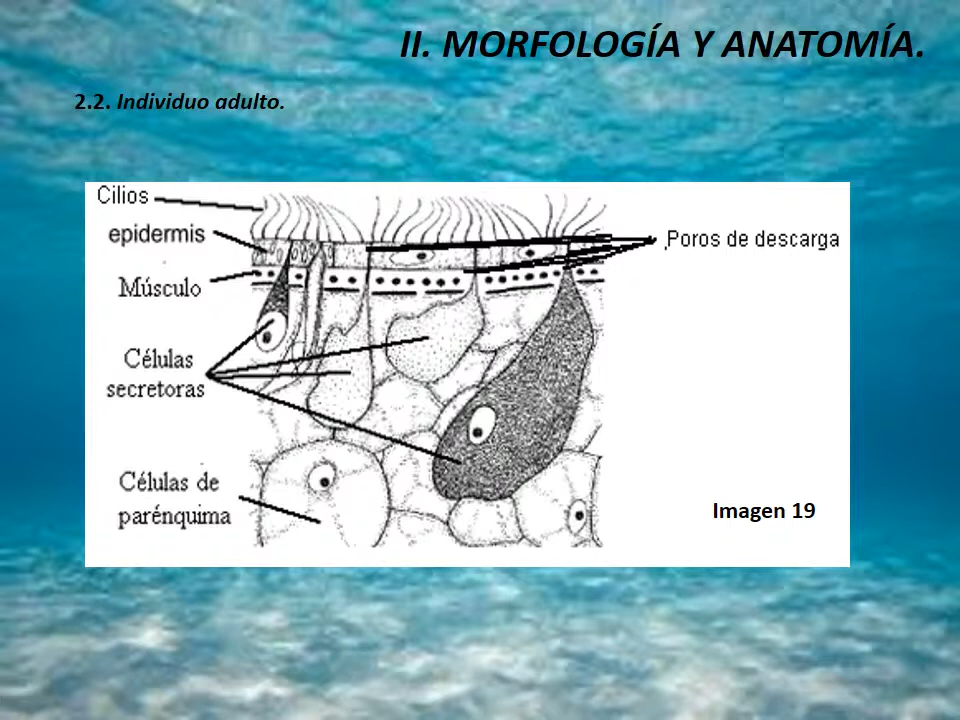 II. MORFOLOGÍA Y ANATOMÍA.
2.2. Individuo adulto.
Cilios
epidermis
Poros de descarga
Músculo
Células
secretoras
Células de
parénquima
Imagen 19